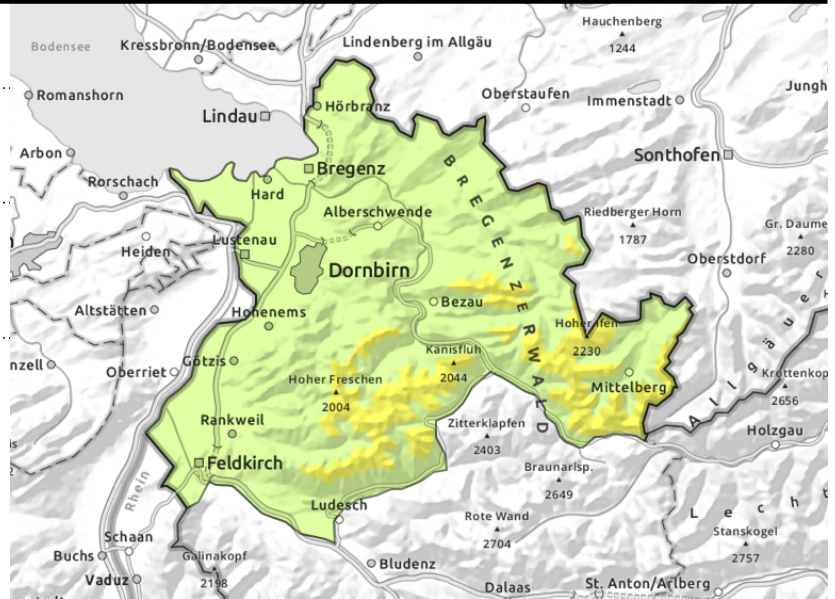 Hauchenberg
1244
Bodensee
Kressbronn/Bodensee
Lindenberg im Allgäu
Romanshorn
Oberstaufen
Immenstadt
Hörbranz
Lindau
Arbon
Sonthofen
Bregenz
Rorschach
Hard
Alberschwende
Riedberger Horn
1787
Gr. Daume
2280
Heiden
Lustenau
Oberstdorf
Dornbirn
BREGENZERWALD
Bezau
Altstätten
Hohenems
Hoher Ifen
2230
Allgäuer
Kanisfluh
2044
Götzis
nzell
Oberriet
Hoher Freschen
2004
Mittelberg
Krottenkop
2656
Rankweil
Zitterklapfen
2403
Holzgau
Feldkirch
Braunarlsp.
2649
Rhein
Ludesch
Rote Wand
2704
Lecht
Stanskogel
2757
Schaan
Buchs
Galinakopf
2198
Bludenz
Vaduz
Dalaas
St. Anton/Arlberg